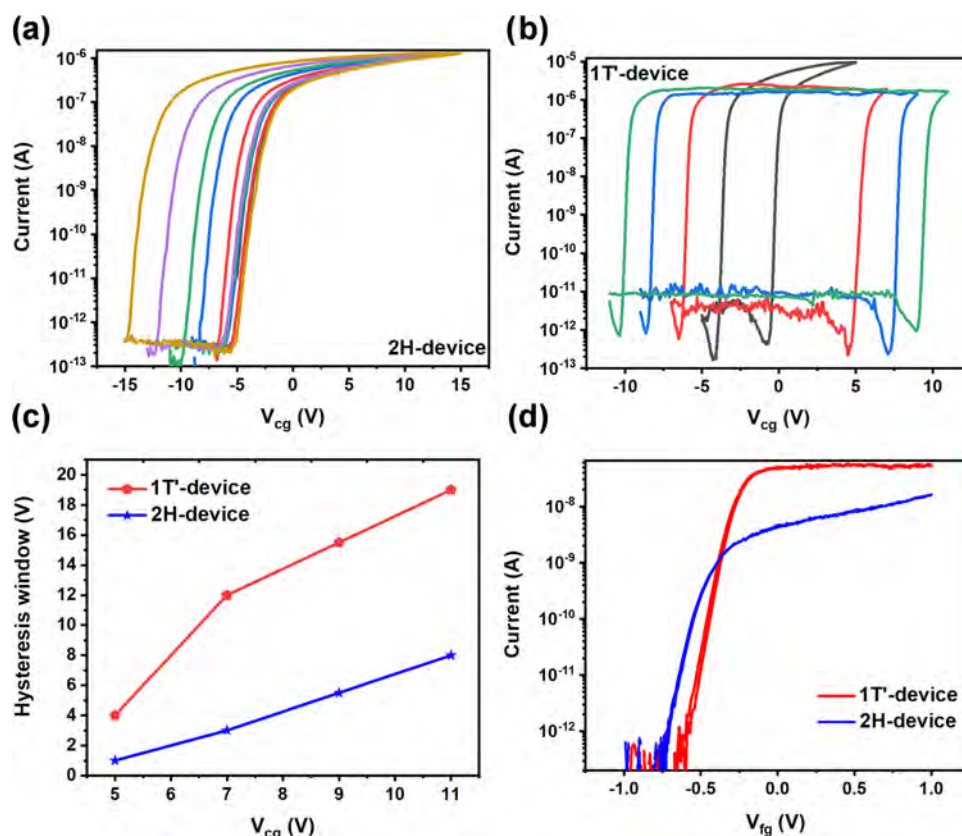 (a)
10⁻⁶
10⁻⁷
10⁻⁸
10⁻⁹
10⁻¹⁰
10⁻¹¹
10⁻¹²
10⁻¹³
Current (A)
2H-device
-15 -10 -5 0 5 10 15
V_cg (V)
(b)
10⁻⁵
10⁻⁶
10⁻⁷
10⁻⁸
10⁻⁹
10⁻¹⁰
10⁻¹¹
10⁻¹²
10⁻¹³
Current (A)
1T'-device
-10 -5 0 5 10
V_cg (V)
(c)
20
18
16
14
12
10
8
6
4
2
0
Hysteresis window (V)
1T'-device
2H-device
5 7 9 11
V_cg (V)
(d)
10⁻⁸
10⁻⁹
10⁻¹⁰
10⁻¹¹
10⁻¹²
Current (A)
1T'-device
2H-device
-1.0 -0.5 0.0 0.5 1.0
V_fg (V)